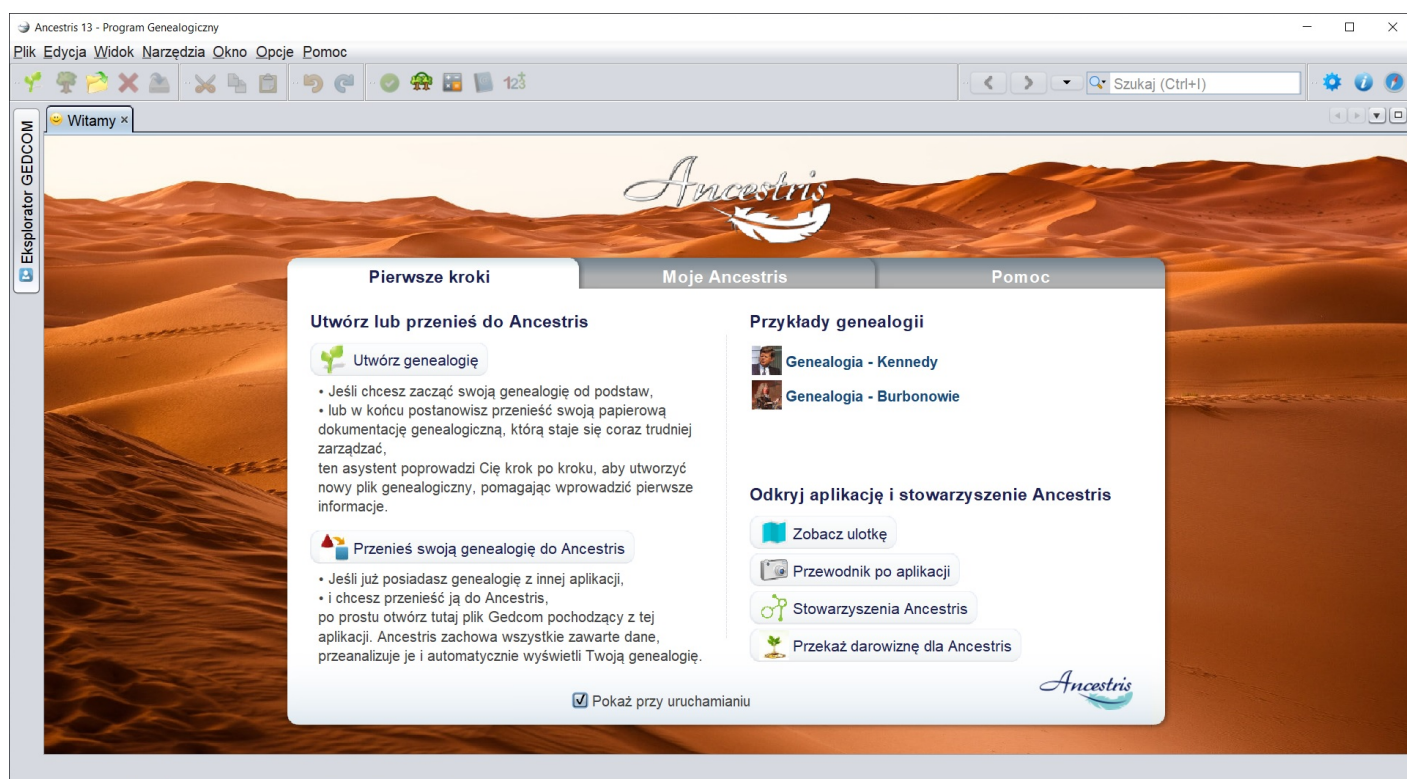 Ancestris 13 - Program Genealogiczny
Plik Edycja Widok Narzędzia Okno Opcje Pomoc
Szukaj (Ctrl+I)
Witamy
Eksplorator GEDCOM
Ancestris
Pierwsze kroki
Moje Ancestris
Pomoc
Utwórz lub przenieś do Ancestris
Utwórz genealogię
• Jeśli chcesz zacząć swoją genealogię od podstaw,
• lub w końcu postanowisz przenieść swoją papierową
dokumentację genealogiczną, którą staje się coraz trudniej
zarządzać,
ten asystent poprowadzi Cię krok po kroku, aby utworzyć
nowy plik genealogiczny, pomagając wprowadzić pierwsze
informacje.
Przenieś swoją genealogię do Ancestris
• Jeśli już posiadasz genealogię z innej aplikacji,
• i chcesz przenieść ją do Ancestris,
po prostu otwórz tutaj plik Gedcom pochodzący z tej
aplikacji. Ancestris zachowa wszystkie zawarte dane,
przeanalizuje je i automatycznie wyświetli Twoją genealogię.
Przykłady genealogii
Genealogia - Kennedy
Genealogia - Burbonowie
Odkryj aplikację i stowarzyszenie Ancestris
Zobacz ulotkę
Przewodnik po aplikacji
Stowarzyszenia Ancestris
Przekaż darowiznę dla Ancestris
Ancestris
Pokaż przy uruchamianiu